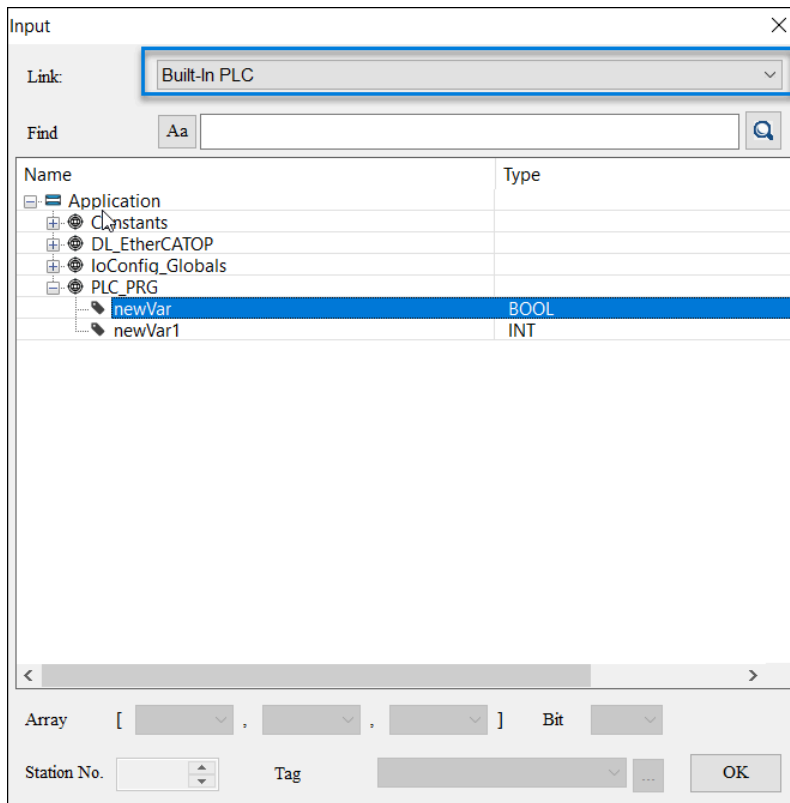 Input
Link: Built-In PLC
Find Aa
Name Type
Application
Constants
DL_EtherCATOP
IoConfig_Globals
PLC_PRG
newVar BOOL
newVar1 INT
Array [ , , ] Bit
Station No. Tag ... OK